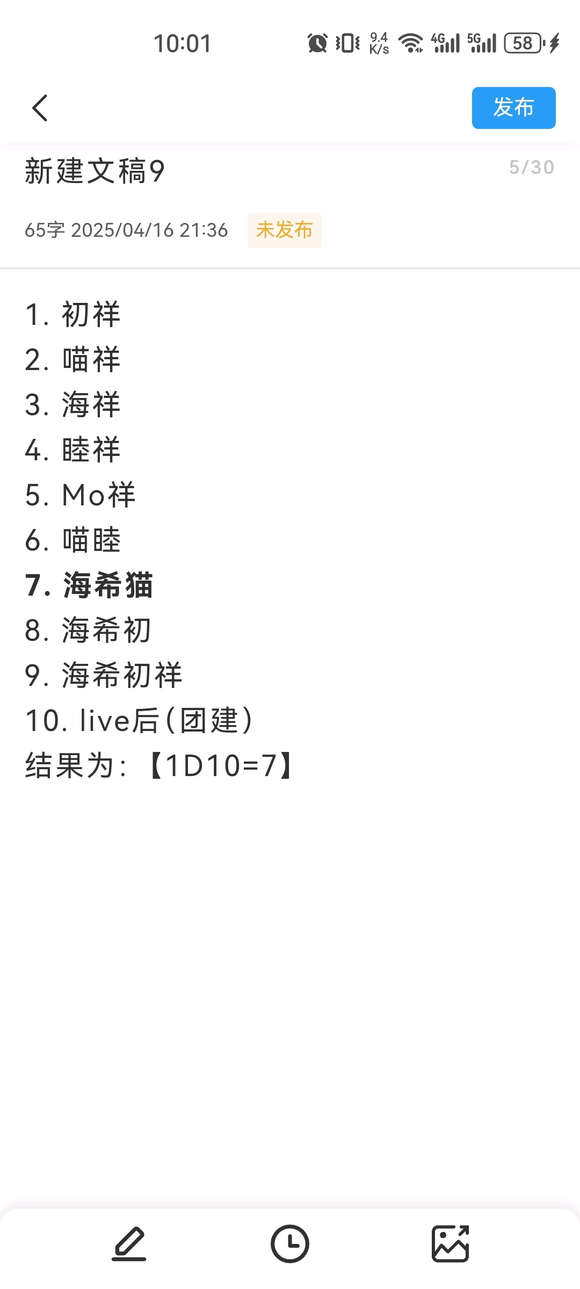 10:01
9.4
K/s
4G
5G
58
发布
新建文稿9
5/30
65字 2025/04/16 21:36
未发布
1. 初祥
2. 喵祥
3. 海祥
4. 睦祥
5. Mo祥
6. 喵睦
7. 海希猫
8. 海希初
9. 海希初祥
10. live后(团建)
结果为:【1D10=7】